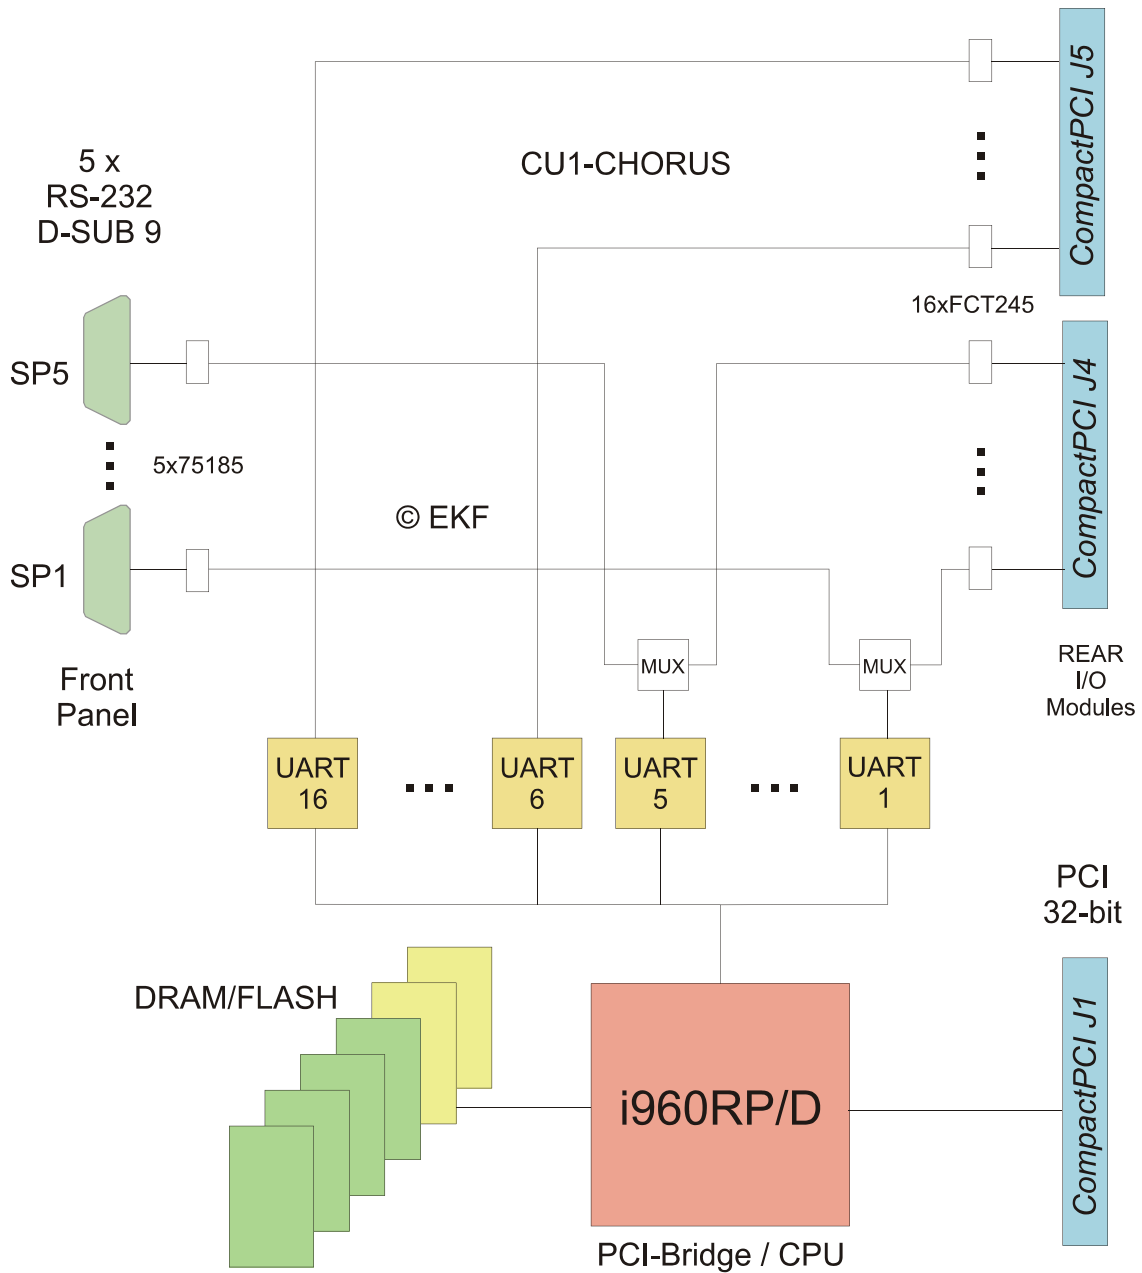 CompactPCI J5
5 x
RS-232
D-SUB 9
CU1-CHORUS
16xFCT245
SP5
CompactPCI J4
5x75185
© EKF
SP1
MUX
MUX
REAR
I/O
Modules
Front
Panel
UART
16
UART
6
UART
5
UART
1
PCI
32-bit
DRAM/FLASH
i960RP/D
CompactPCI J1
PCI-Bridge / CPU